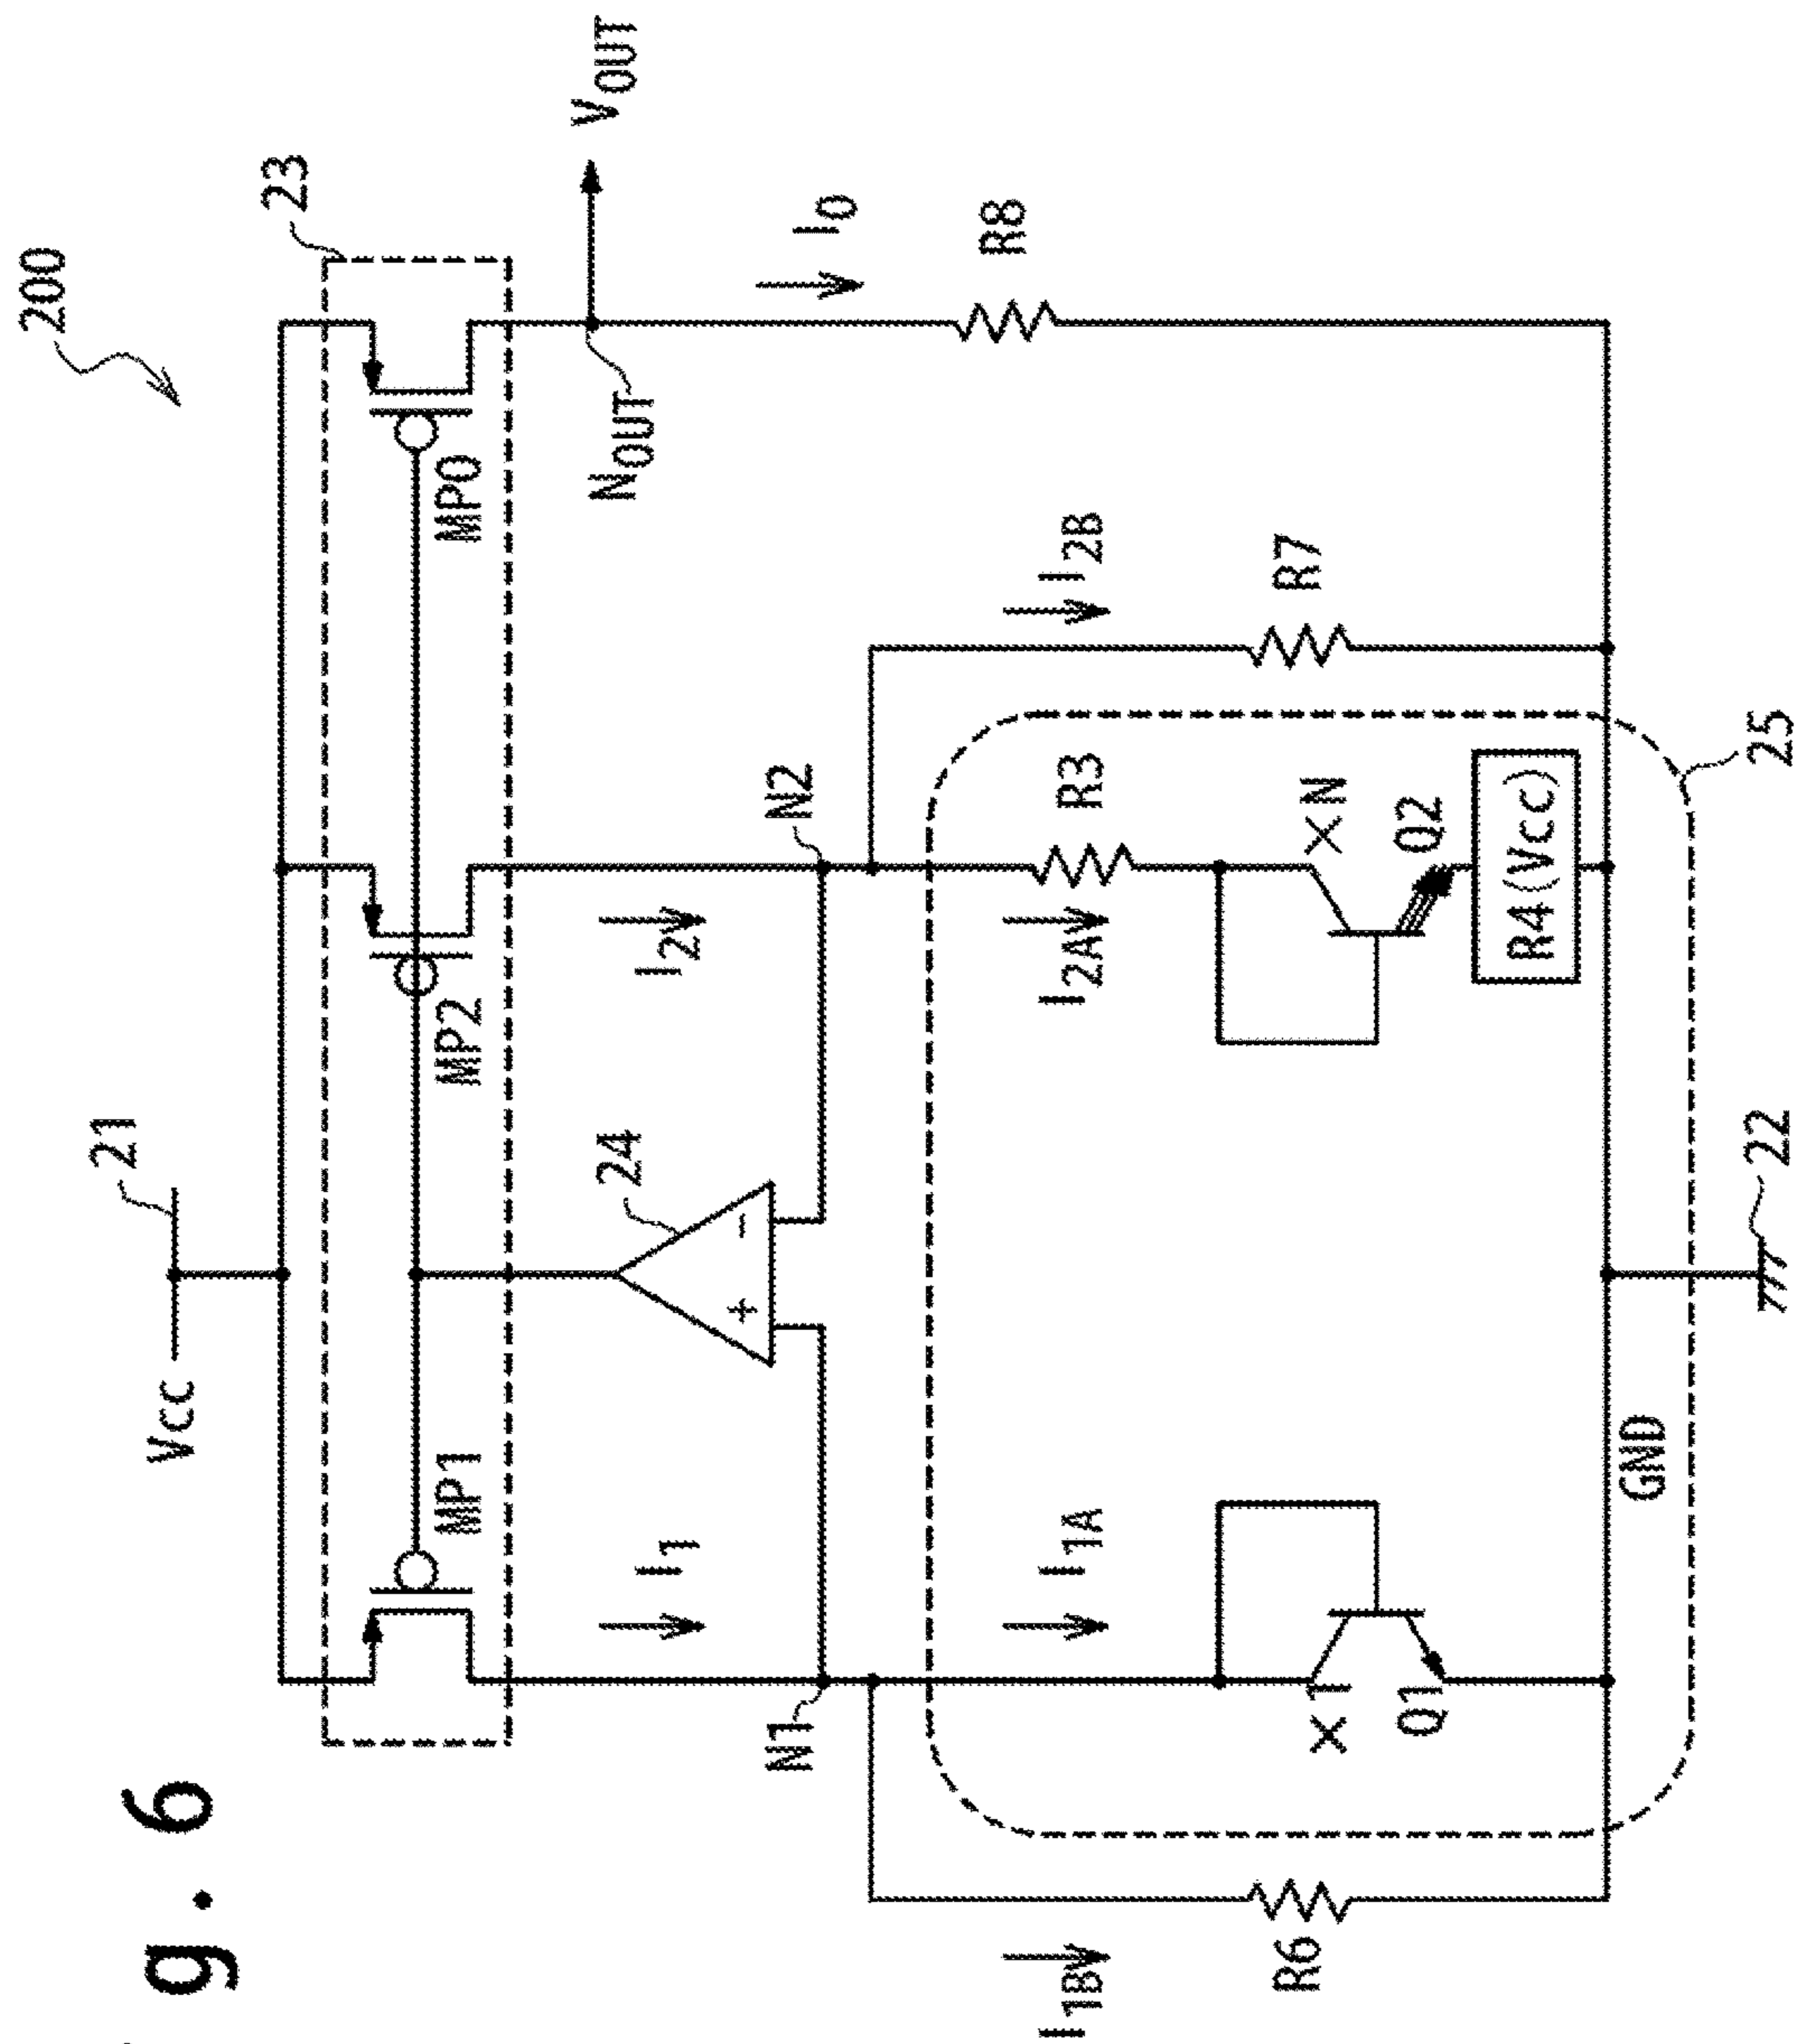 g. 6
200
21
Vcc
23
MP1
MP2
MP0
VOUT
NOUT
24
+
-
I1
I2V
I0
N1
N2
I1BV
I1A
I2AV
I2B
R3
R8
R6
R7
×1
Q1
×N
Q2
R4(Vcc)
GND
25
22